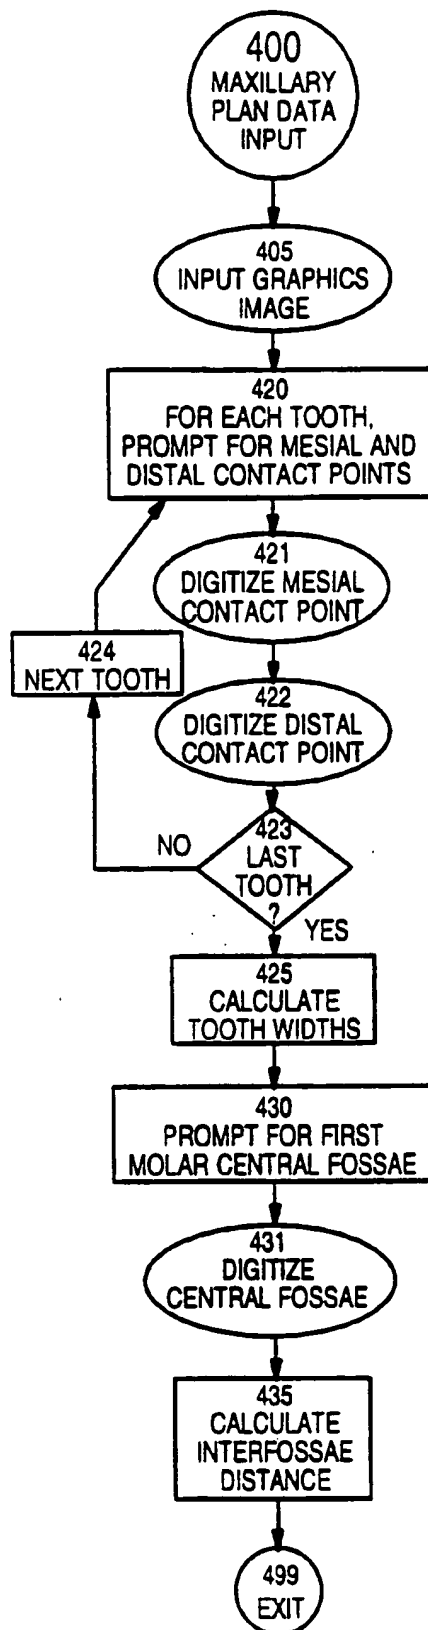 400
MAXILLARY
PLAN DATA
INPUT
405
INPUT GRAPHICS
IMAGE
420
FOR EACH TOOTH,
PROMPT FOR MESIAL AND
DISTAL CONTACT POINTS
421
DIGITIZE MESIAL
CONTACT POINT
424
NEXT TOOTH
422
DIGITIZE DISTAL
CONTACT POINT
423
LAST
TOOTH
?
NO
YES
425
CALCULATE
TOOTH WIDTHS
430
PROMPT FOR FIRST
MOLAR CENTRAL FOSSAE
431
DIGITIZE
CENTRAL FOSSAE
435
CALCULATE
INTERFOSSAE
DISTANCE
499
EXIT